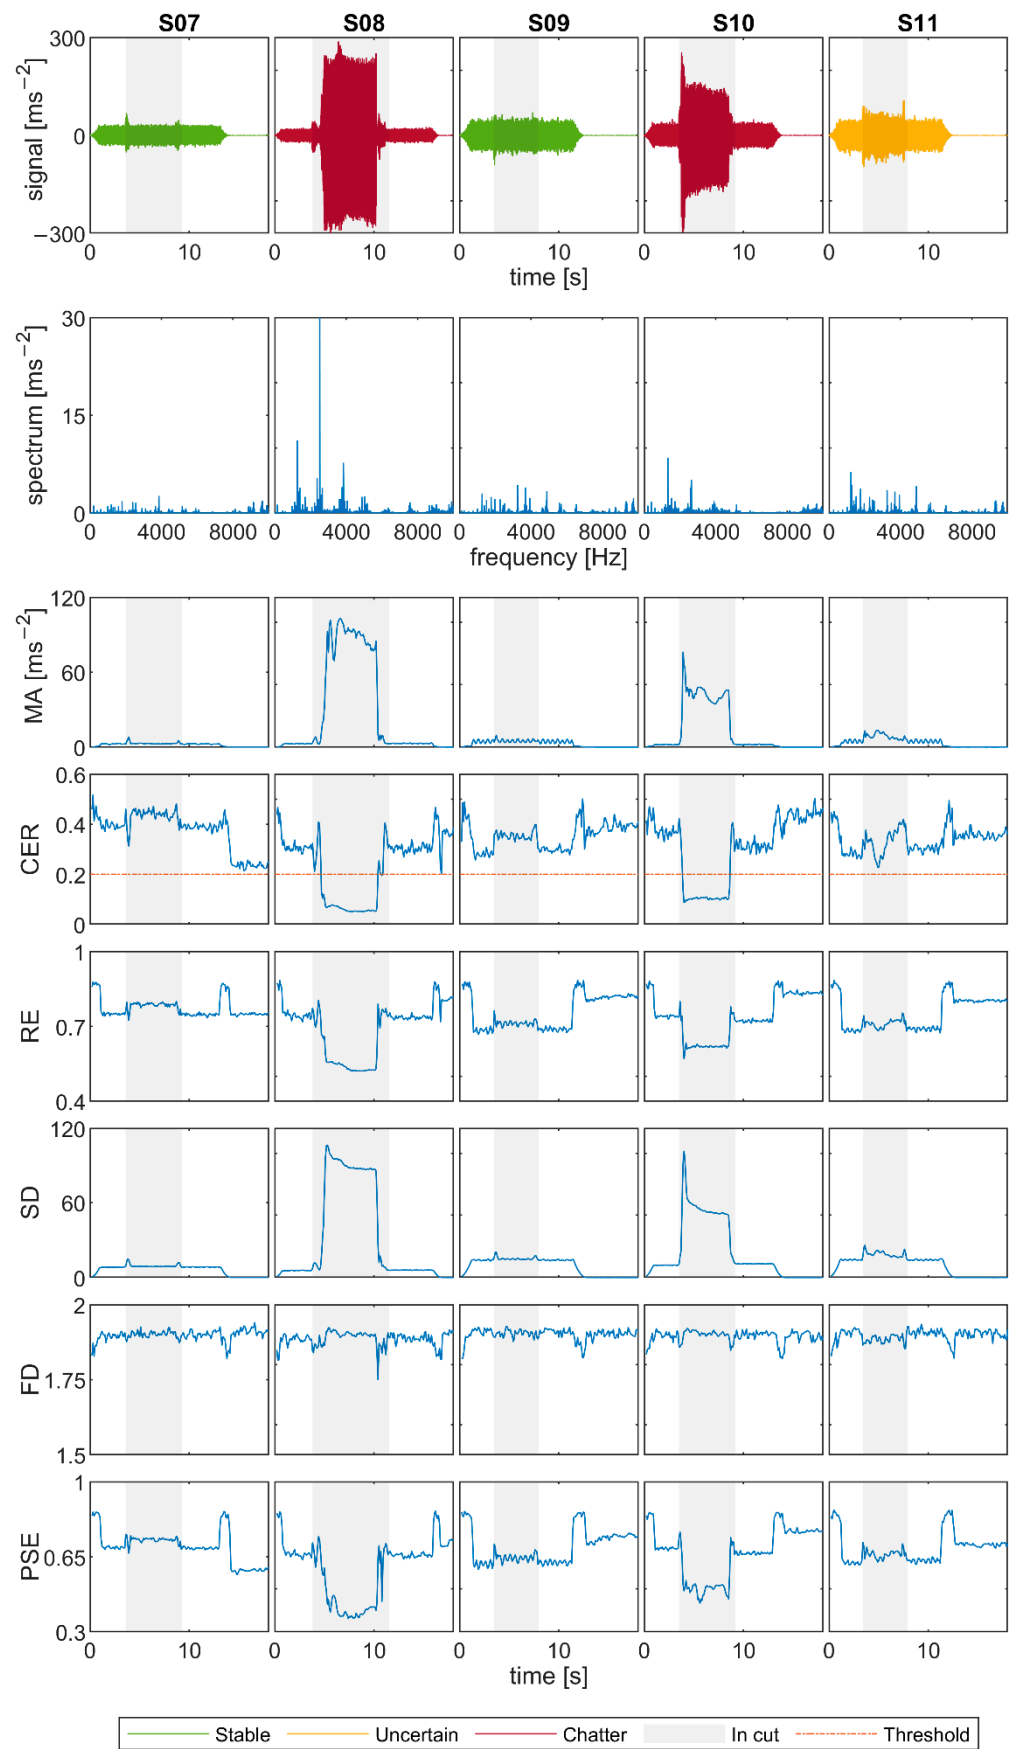 S07 S08 S09 S10 S11
signal [ms−2]
300
0
−300
0 10 0 10 0 10 0 10
time [s]
spectrum [ms−2]
30
15
0
0 4000 8000 0 4000 8000 0 4000 8000 0 4000 8000 0 4000 8000
frequency [Hz]
MA [ms−2]
120
60
0
CER
0.6
0.4
0.2
0
RE
1
0.7
0.4
SD
120
60
0
FD
2
1.75
1.5
PSE
1
0.65
0.3
0 10 0 10 0 10 0 10 0 10
time [s]
Stable Uncertain Chatter In cut Threshold